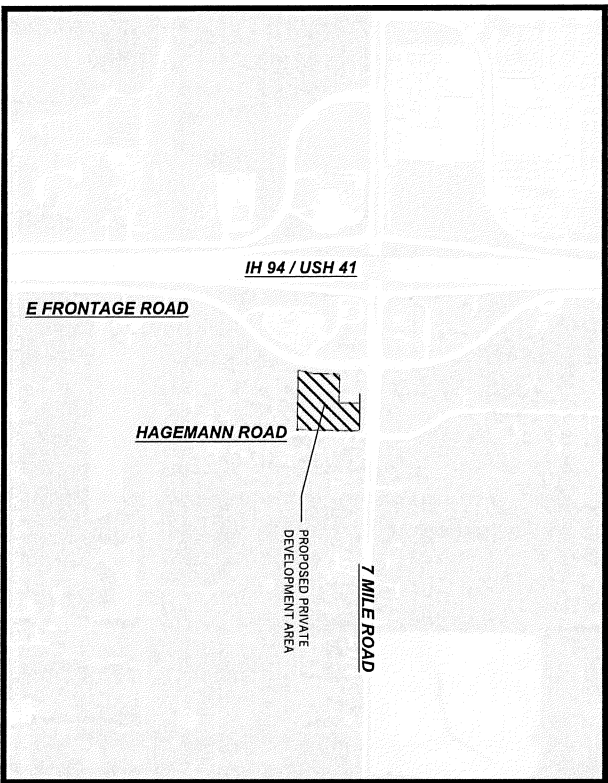 IH 94 / USH 41
E FRONTAGE ROAD
HAGEMANN ROAD
PROPOSED PRIVATE
DEVELOPMENT AREA
7 MILE ROAD